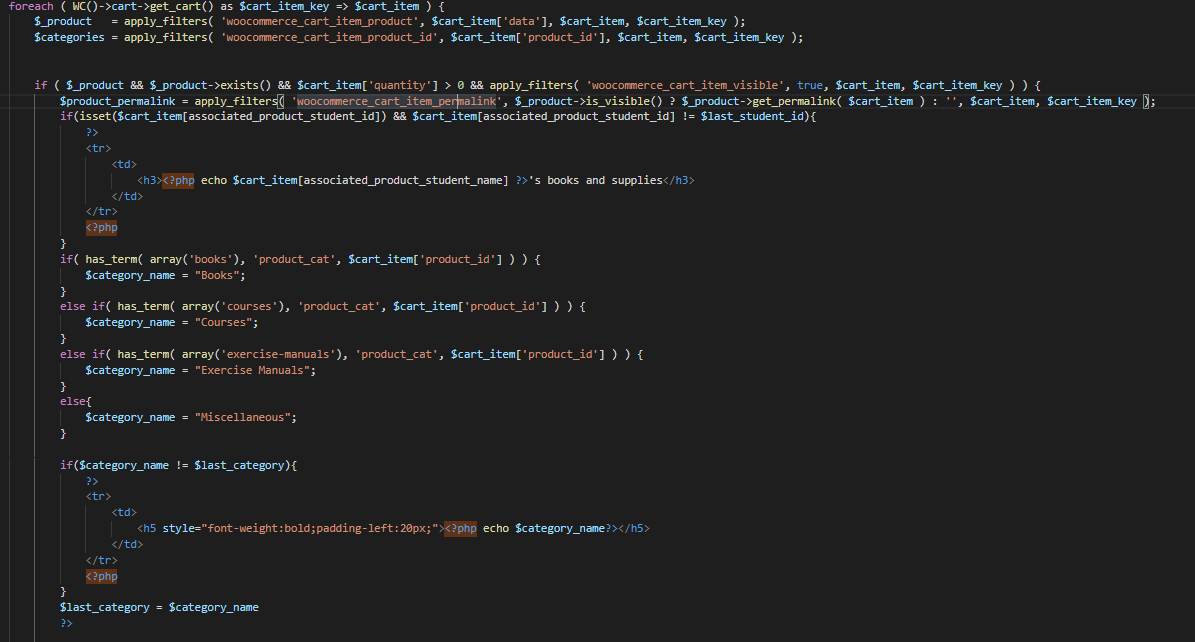 foreach ( WC()->cart->get_cart() as $cart_item_key => $cart_item ) {
$_product   = apply_filters( 'woocommerce_cart_item_product', $cart_item['data'], $cart_item, $cart_item_key );
$categories = apply_filters( 'woocommerce_cart_item_product_id', $cart_item['product_id'], $cart_item, $cart_item_key );
if ( $_product && $_product->exists() && $cart_item['quantity'] > 0 && apply_filters( 'woocommerce_cart_item_visible', true, $cart_item, $cart_item_key ) ) {
$product_permalink = apply_filters( 'woocommerce_cart_item_permalink', $_product->is_visible() ? $_product->get_permalink( $cart_item ) : '', $cart_item, $cart_item_key );
if(isset($cart_item[associated_product_student_id]) && $cart_item[associated_product_student_id] != $last_student_id){
?>
<tr>
<td>
<h3><?php echo $cart_item[associated_product_student_name] ?>'s books and supplies</h3>
</td>
</tr>
<?php
}
if( has_term( array('books'), 'product_cat', $cart_item['product_id'] ) ) {
$category_name = "Books";
}
else if( has_term( array('courses'), 'product_cat', $cart_item['product_id'] ) ) {
$category_name = "Courses";
}
else if( has_term( array('exercise-manuals'), 'product_cat', $cart_item['product_id'] ) ) {
$category_name = "Exercise Manuals";
}
else{
$category_name = "Miscellaneous";
}
if($category_name != $last_category){
?>
<tr>
<td>
<h5 style="font-weight:bold;padding-left:20px;"><?php echo $category_name?></h5>
</td>
</tr>
<?php
}
$last_category = $category_name
?>